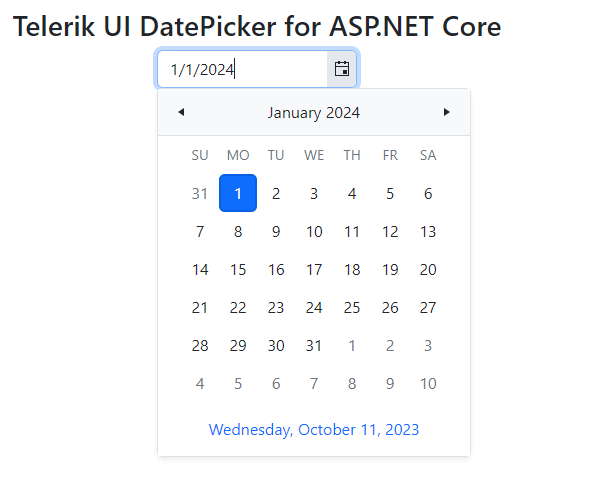 Telerik UI DatePicker for ASP.NET Core
1/1/2024
January 2024
SU MO TU WE TH FR SA
31 1 2 3 4 5 6
7 8 9 10 11 12 13
14 15 16 17 18 19 20
21 22 23 24 25 26 27
28 29 30 31 1 2 3
4 5 6 7 8 9 10
Wednesday, October 11, 2023